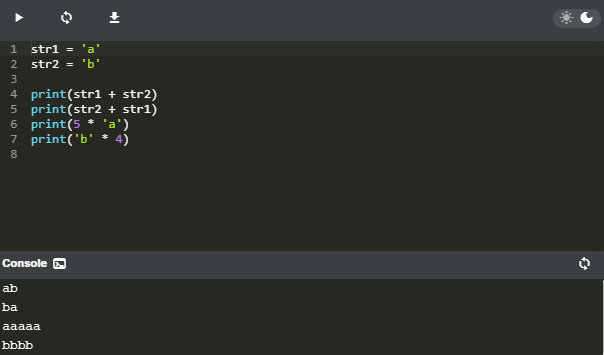 1 str1 = 'a'
2 str2 = 'b'
3
4 print(str1 + str2)
5 print(str2 + str1)
6 print(5 * 'a')
7 print('b' * 4)
8
Console
ab
ba
aaaaa
bbbb